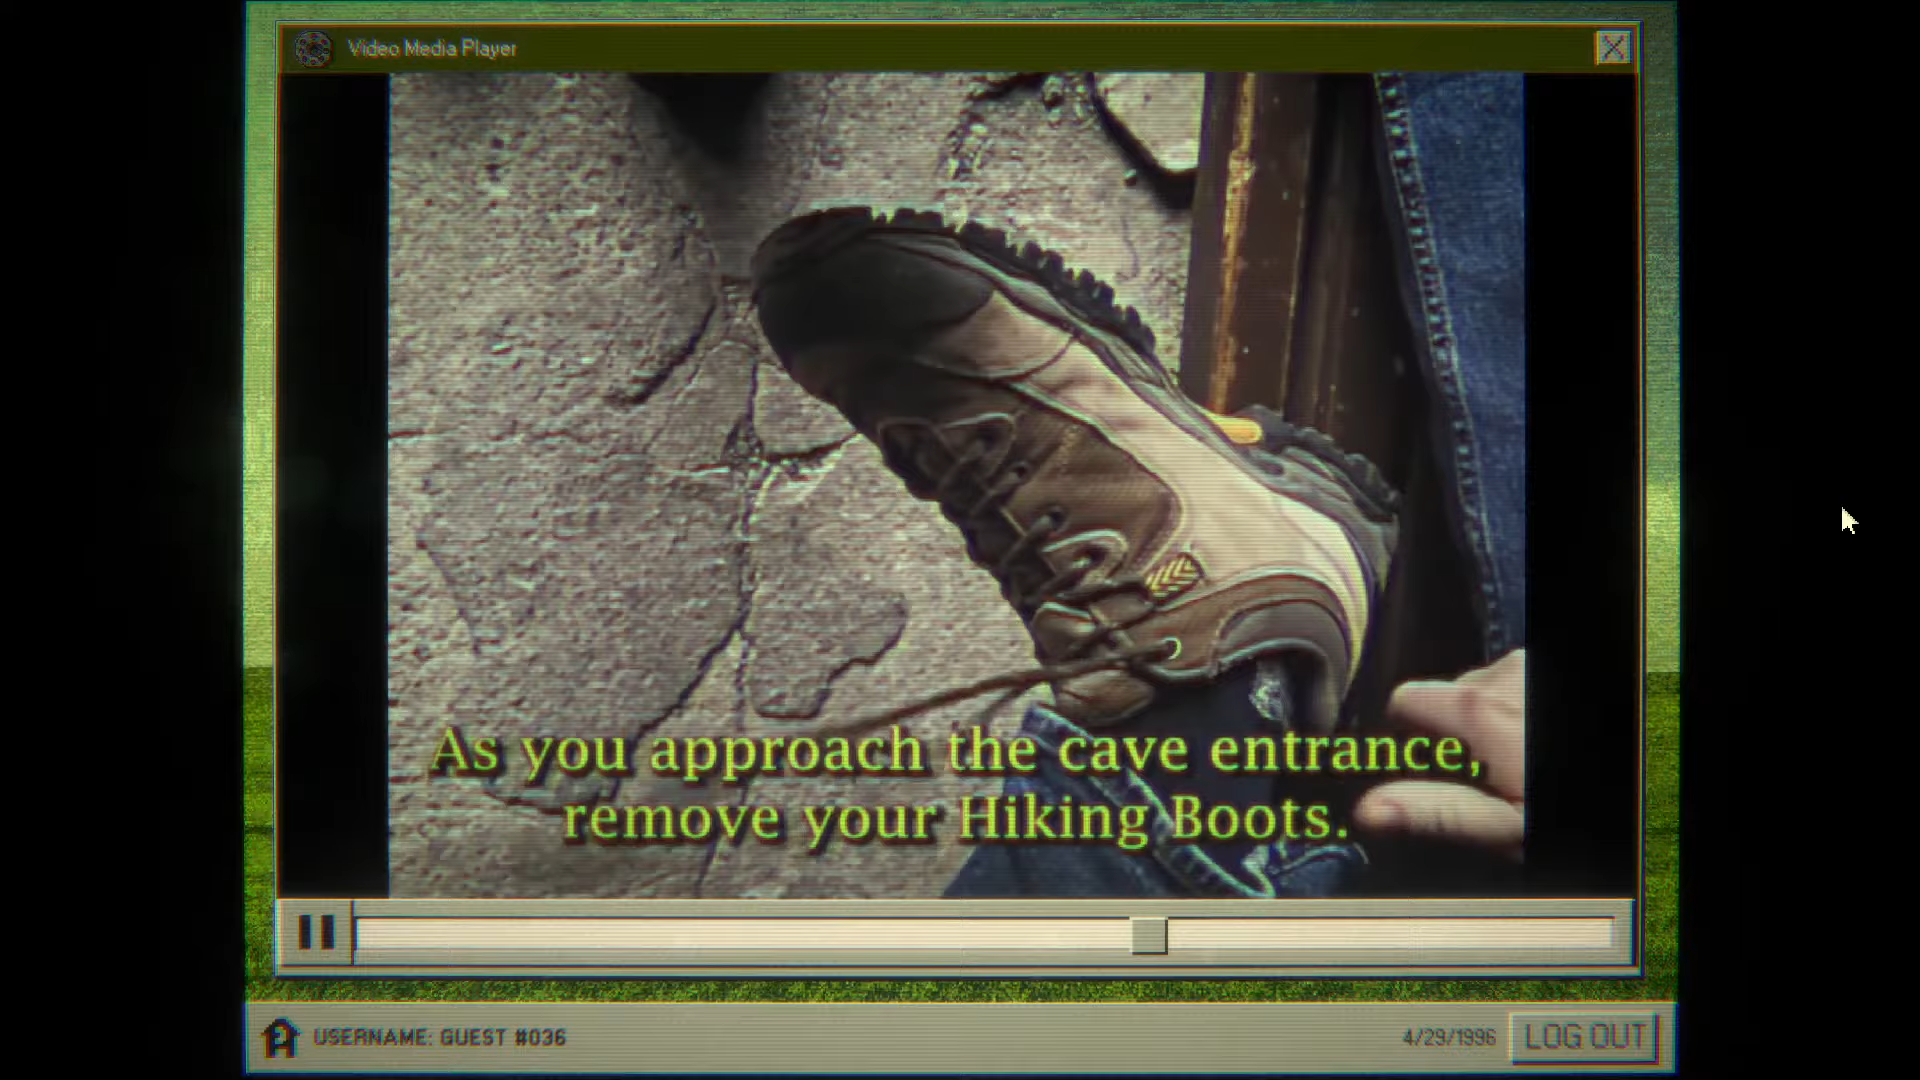 Video Media Player
As you approach the cave entrance,
remove your Hiking Boots.
USERNAME: GUEST #036
4/29/1996
LOG OUT